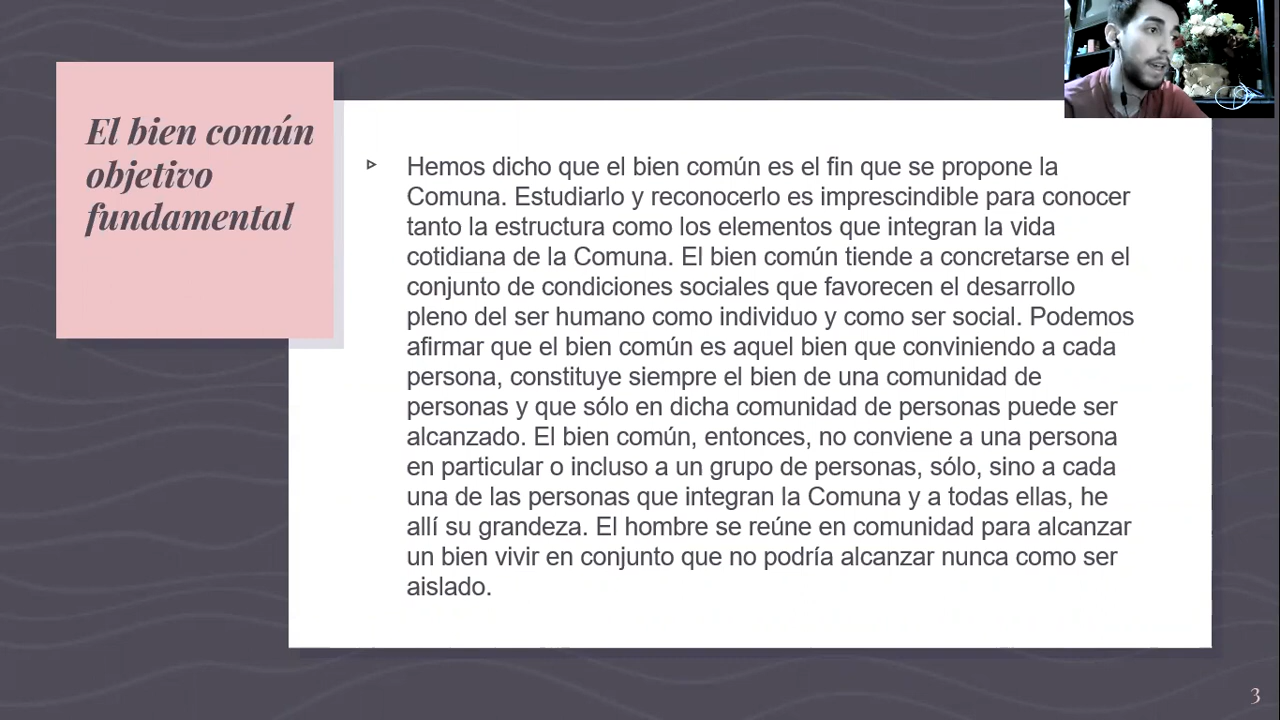 El bien común
objetivo
fundamental
▹ Hemos dicho que el bien común es el fin que se propone la
Comuna. Estudiarlo y reconocerlo es imprescindible para conocer
tanto la estructura como los elementos que integran la vida
cotidiana de la Comuna. El bien común tiende a concretarse en el
conjunto de condiciones sociales que favorecen el desarrollo
pleno del ser humano como individuo y como ser social. Podemos
afirmar que el bien común es aquel bien que conviniendo a cada
persona, constituye siempre el bien de una comunidad de
personas y que sólo en dicha comunidad de personas puede ser
alcanzado. El bien común, entonces, no conviene a una persona
en particular o incluso a un grupo de personas, sólo, sino a cada
una de las personas que integran la Comuna y a todas ellas, he
allí su grandeza. El hombre se reúne en comunidad para alcanzar
un bien vivir en conjunto que no podría alcanzar nunca como ser
aislado.
3